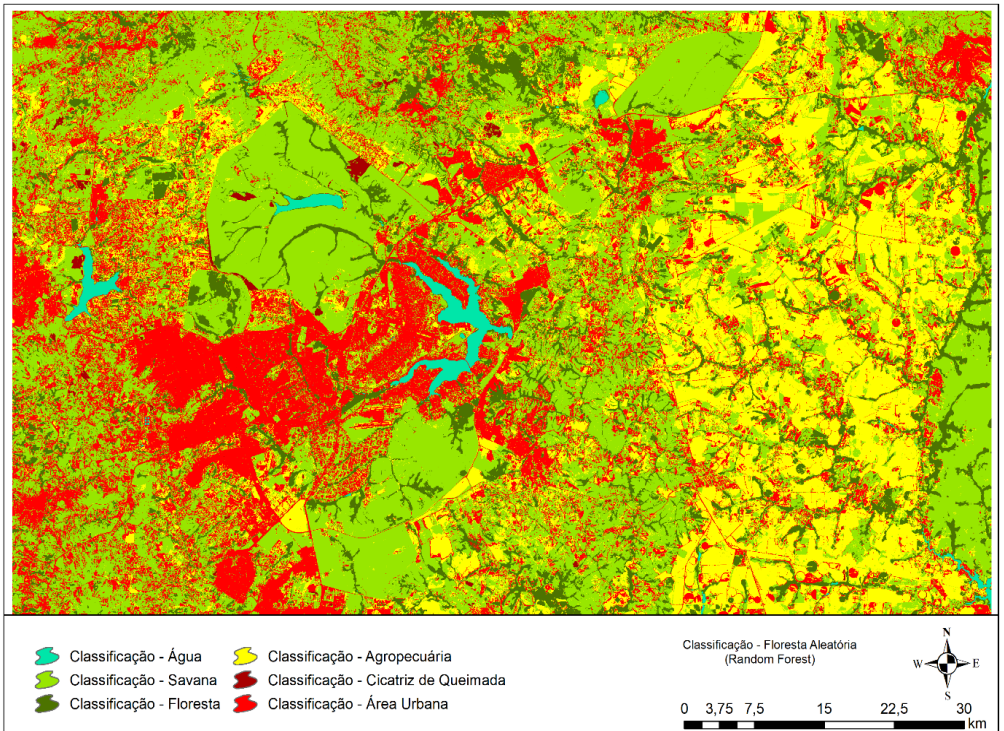 Classificação - Água
Classificação - Savana
Classificação - Floresta
Classificação - Agropecuária
Classificação - Cicatriz de Queimada
Classificação - Área Urbana
Classificação - Floresta Aleatória
(Random Forest)
N
W E
S
0 3,75 7,5 15 22,5 30
km